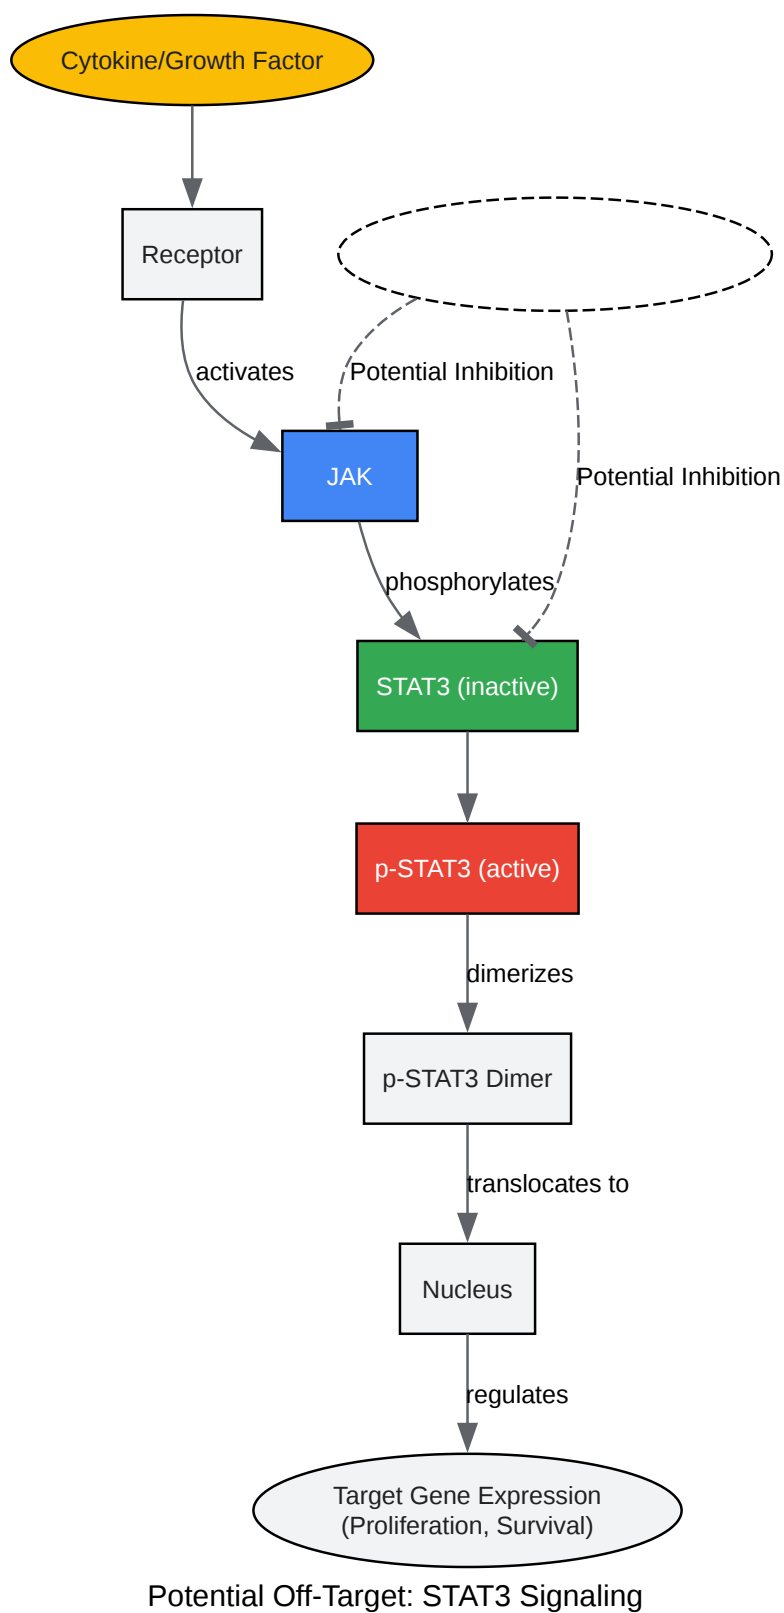 Cytokine/Growth Factor
Receptor
activates
Potential Inhibition
JAK
Potential Inhibition
phosphorylates
STAT3 (inactive)
p-STAT3 (active)
dimerizes
p-STAT3 Dimer
translocates to
Nucleus
regulates
Target Gene Expression
(Proliferation, Survival)
Potential Off-Target: STAT3 Signaling